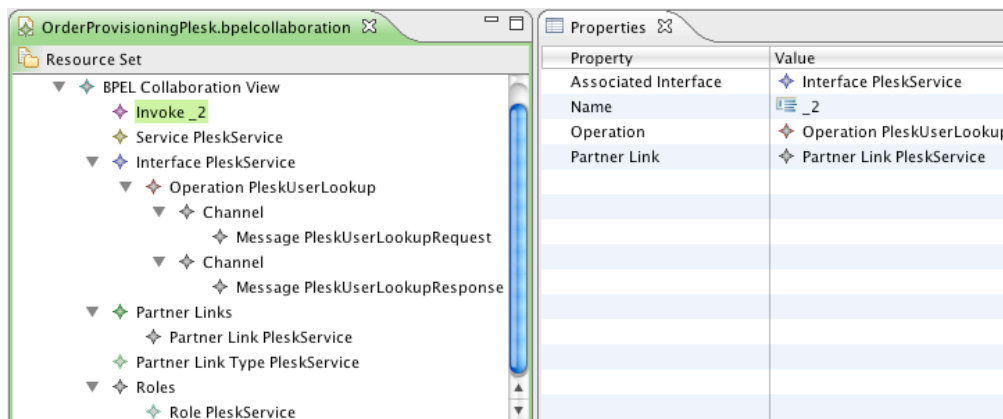 OrderProvisioningPlesk.bpelcollaboration
Resource Set
BPEL Collaboration View
Invoke _2
Service PleskService
Interface PleskService
Operation PleskUserLookup
Channel
Message PleskUserLookupRequest
Channel
Message PleskUserLookupResponse
Partner Links
Partner Link PleskService
Partner Link Type PleskService
Roles
Role PleskService
Properties
Property Value
Associated Interface Interface PleskService
Name _2
Operation Operation PleskUserLookup
Partner Link Partner Link PleskService